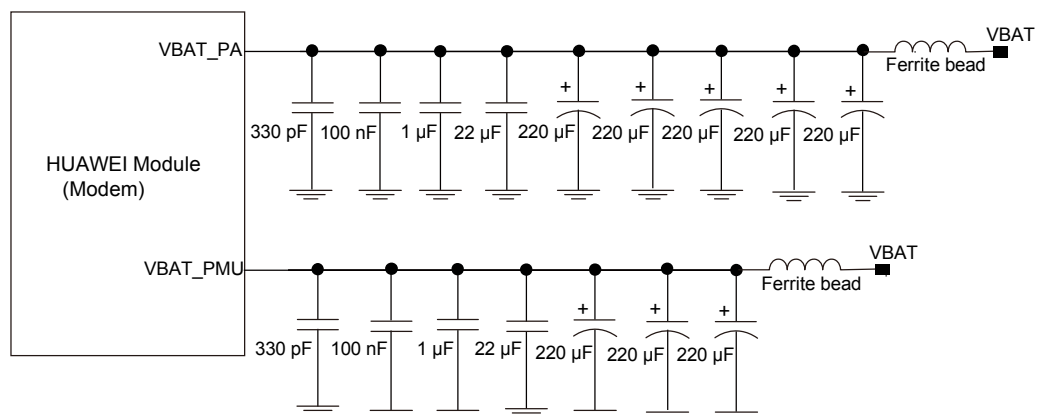 VBAT
VBAT_PA
Ferrite bead
+ + + + +
330 pF 100 nF 1 µF 22 µF 220 µF 220 µF 220 µF 220 µF 220 µF
HUAWEI Module
(Modem)
VBAT_PMU
VBAT
Ferrite bead
+ + +
330 pF 100 nF 1 µF 22 µF 220 µF 220 µF 220 µF